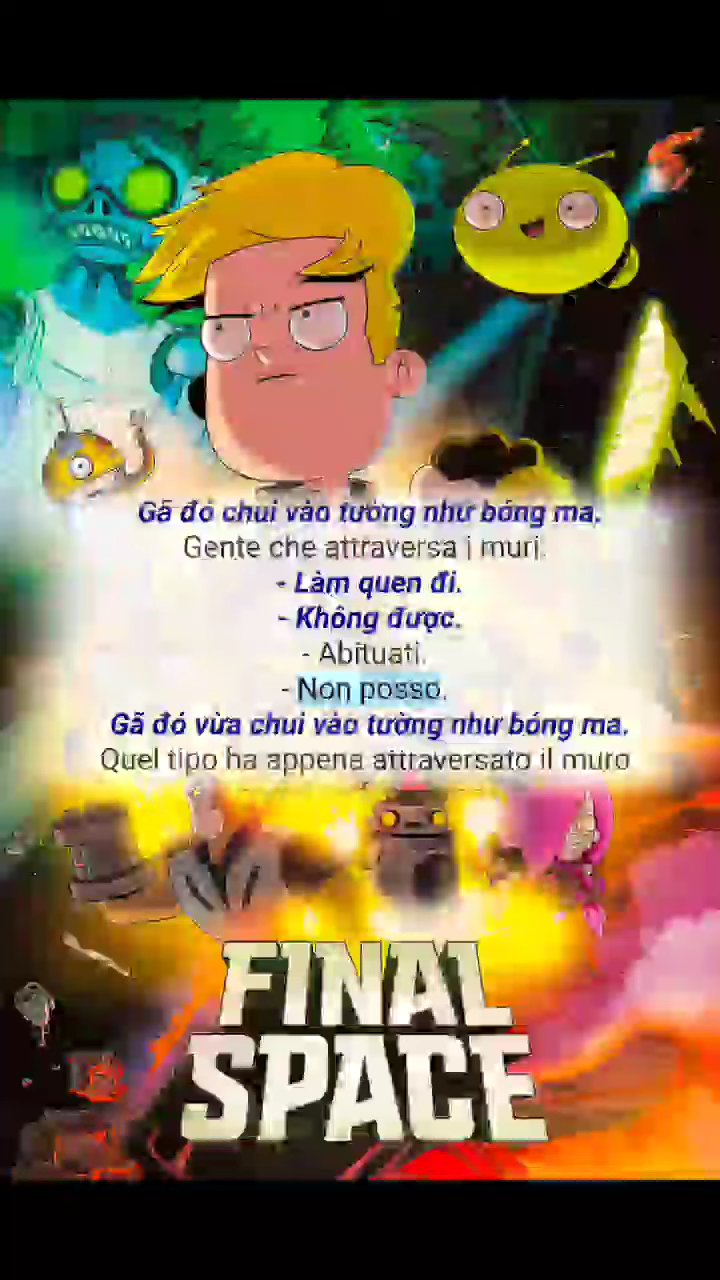 Gã đó chui vào tường như bóng ma.
Gente che attraversa i muri.
- Làm quen đi.
- Không được.
- Abituati.
- Non posso.
Gã đó vừa chui vào tường như bóng ma.
Quel tipo ha appena attraversato il muro
FINAL
SPACE